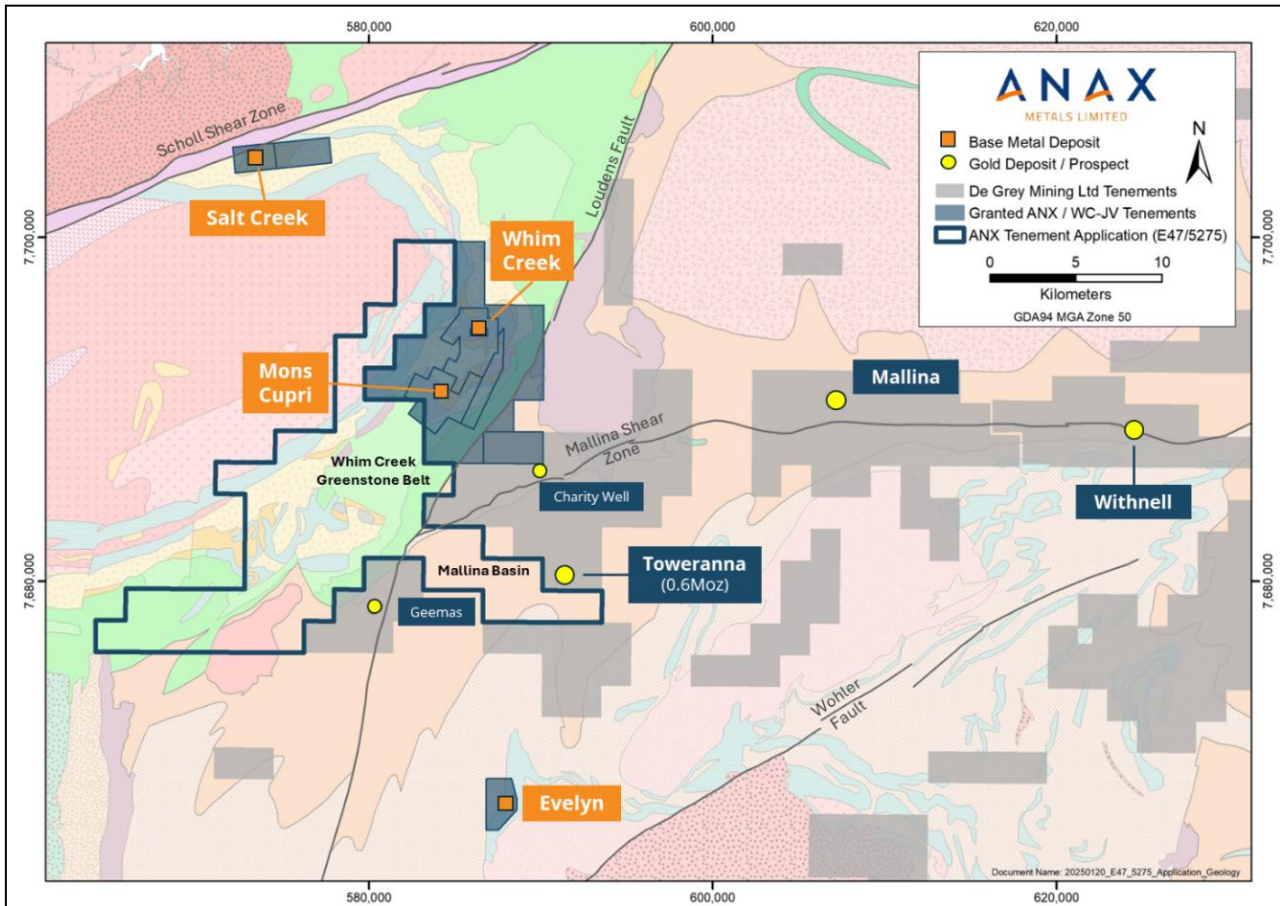 580,000
600,000
620,000
ANAX
METALS LIMITED
N
Base Metal Deposit
Gold Deposit / Prospect
De Grey Mining Ltd Tenements
Granted ANX / WC-JV Tenements
ANX Tenement Application (E47/5275)
0 5 10
Kilometers
GDA94 MGA Zone 50
Scholl Shear Zone
Loudens Fault
Salt Creek
7,700,000
7,700,000
Whim
Creek
Mons
Cupri
Mallina
Mallina Shear
Zone
Whim Creek
Greenstone Belt
Charity Well
Withnell
Mallina Basin
Toweranna
(0.6Moz)
7,680,000
7,680,000
Geemas
Wohler
Fault
Evelyn
Document Name: 20250120_E47_5275_Application_Geology
580,000
600,000
620,000